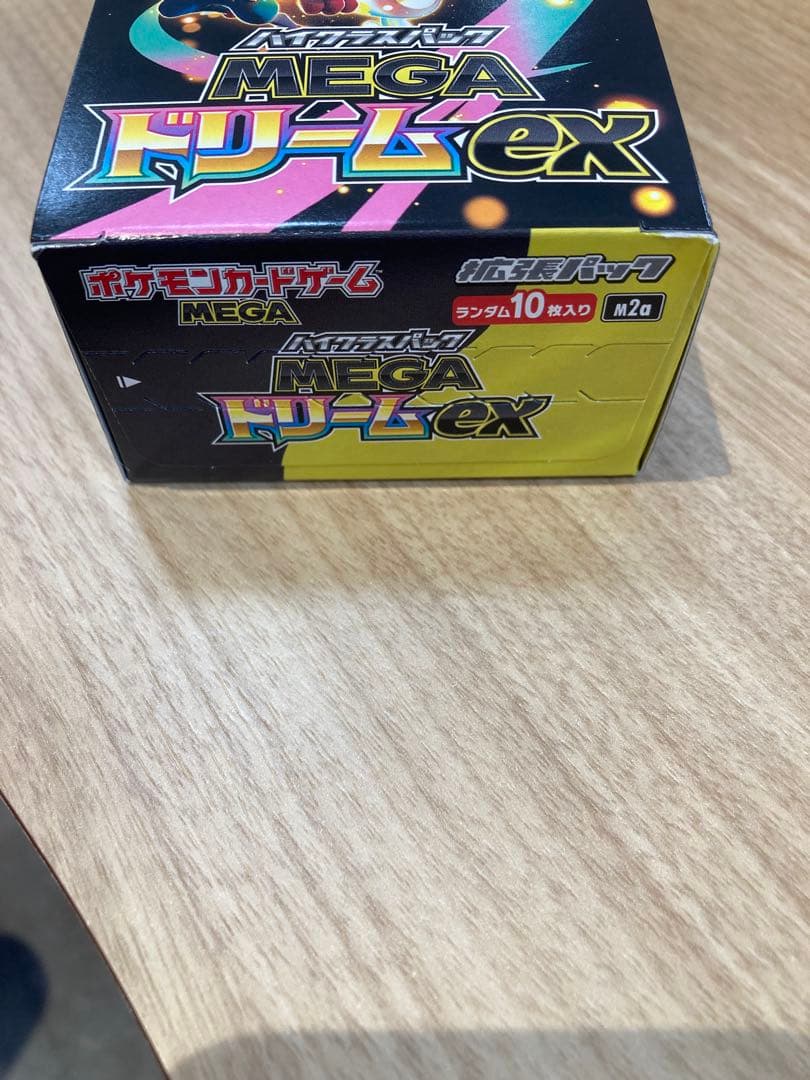 ハイクラスパック
MEGA
ドリームex
ポケモンカードゲーム
MEGA
拡張パック
ランダム10枚入り M2a
ハイクラスパック
MEGA
ドリームex